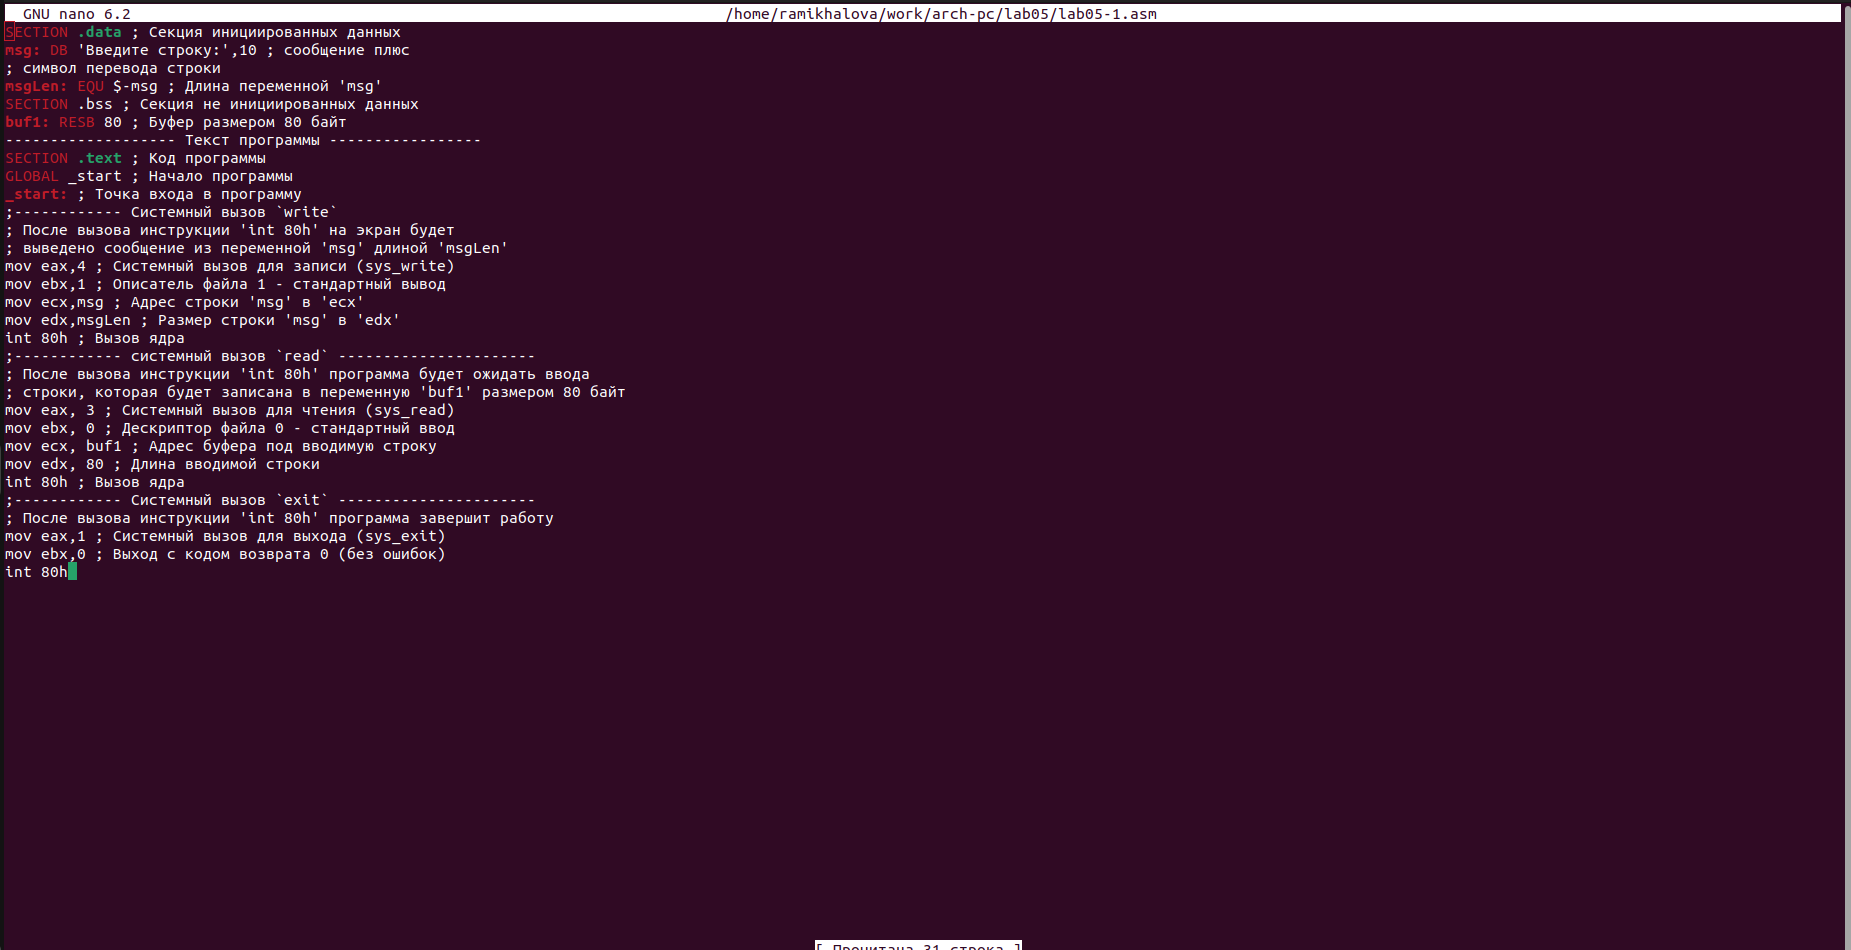 GNU nano 6.2 /home/ramikhalova/work/arch-pc/lab05/lab05-1.asm
SECTION .data ; Секция инициированных данных
msg: DB 'Введите строку:',10 ; сообщение плюс
; символ перевода строки
msgLen: EQU $-msg ; Длина переменной 'msg'
SECTION .bss ; Секция не инициированных данных
buf1: RESB 80 ; Буфер размером 80 байт
------------------- Текст программы -----------------
SECTION .text ; Код программы
GLOBAL _start ; Начало программы
_start: ; Точка входа в программу
;------------ Системный вызов `write`
; После вызова инструкции 'int 80h' на экран будет
; выведено сообщение из переменной 'msg' длиной 'msgLen'
mov eax,4 ; Системный вызов для записи (sys_write)
mov ebx,1 ; Описатель файла 1 - стандартный вывод
mov ecx,msg ; Адрес строки 'msg' в 'ecx'
mov edx,msgLen ; Размер строки 'msg' в 'edx'
int 80h ; Вызов ядра
;------------ системный вызов `read` ----------------------
; После вызова инструкции 'int 80h' программа будет ожидать ввода
; строки, которая будет записана в переменную 'buf1' размером 80 байт
mov eax, 3 ; Системный вызов для чтения (sys_read)
mov ebx, 0 ; Дескриптор файла 0 - стандартный ввод
mov ecx, buf1 ; Адрес буфера под вводимую строку
mov edx, 80 ; Длина вводимой строки
int 80h ; Вызов ядра
;------------ Системный вызов `exit` ----------------------
; После вызова инструкции 'int 80h' программа завершит работу
mov eax,1 ; Системный вызов для выхода (sys_exit)
mov ebx,0 ; Выход с кодом возврата 0 (без ошибок)
int 80h
[ Прочитана 31 строка ]